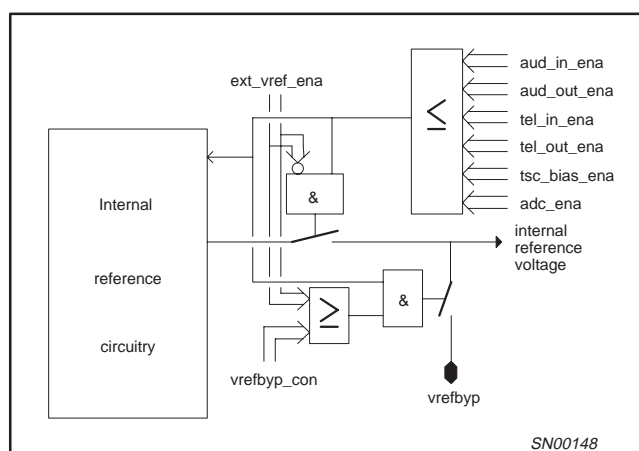 ext_vref_ena
aud_in_ena
aud_out_ena
tel_in_ena
tel_out_ena
tsc_bias_ena
adc_ena
≤
&
Internal
reference
circuitry
internal
reference
voltage
&
≥
vrefbyp_con
vrefbyp
SN00148